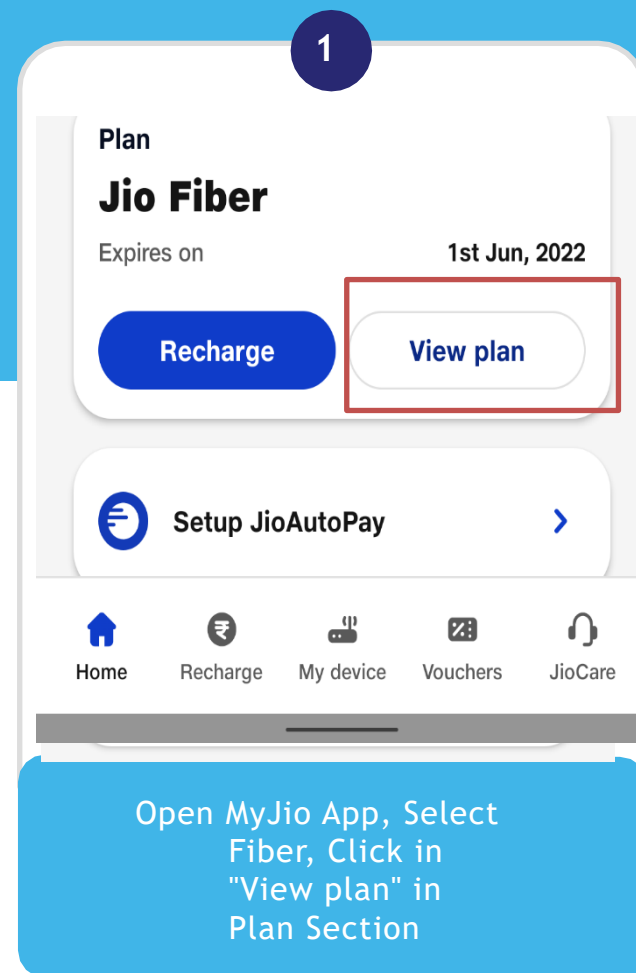 1
Plan
Jio Fiber
Expires on 1st Jun, 2022
Recharge View plan
Setup JioAutoPay
Home Recharge My device Vouchers JioCare
Open MyJio App, Select
Fiber, Click in
"View plan" in
Plan Section